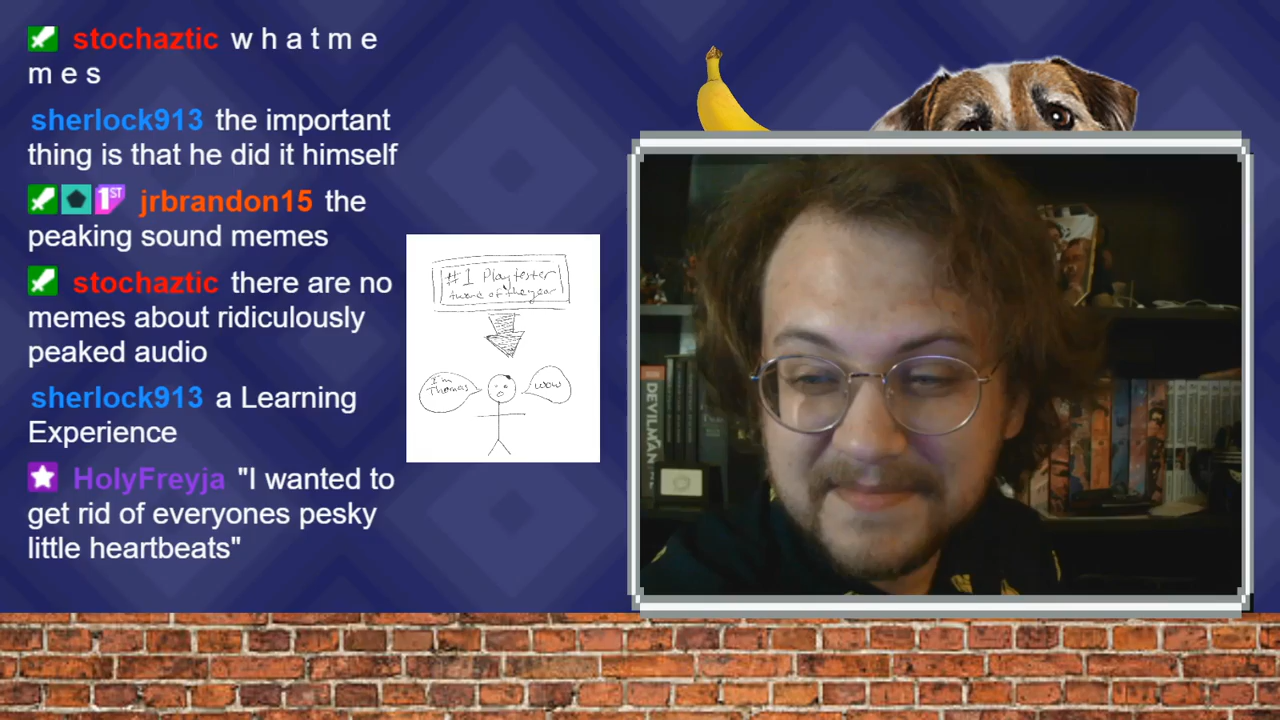 stochaztic w h a t m e
m e s
sherlock913 the important
thing is that he did it himself
1ST jrbrandon15 the
peaking sound memes
stochaztic there are no
memes about ridiculously
peaked audio
sherlock913 a Learning
Experience
HolyFreyja "I wanted to
get rid of everyones pesky
little heartbeats"
#1 Playtester
Award of the year
I'm
Thomas
wow
DEVILMAN